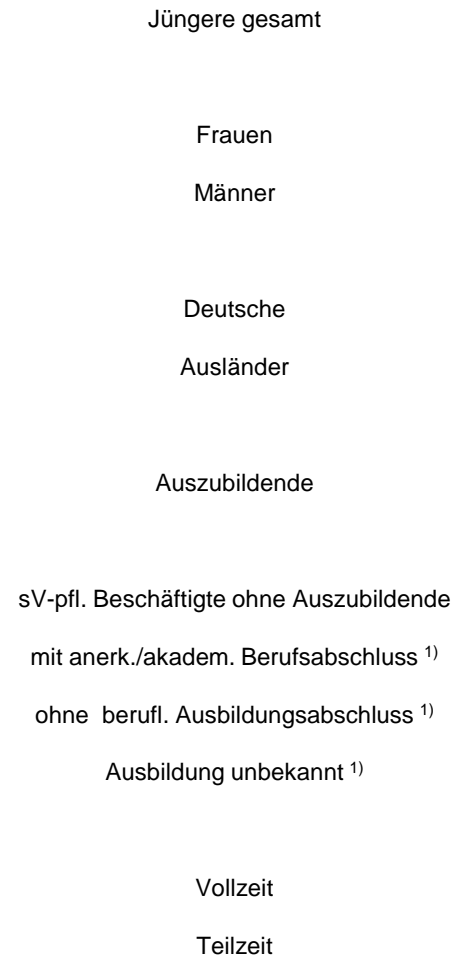 Jüngere gesamt
Frauen
Männer
Deutsche
Ausländer
Auszubildende
sV-pfl. Beschäftigte ohne Auszubildende
mit anerk./akadem. Berufsabschluss 1)
ohne  berufl. Ausbildungsabschluss 1)
Ausbildung unbekannt 1)
Vollzeit
Teilzeit